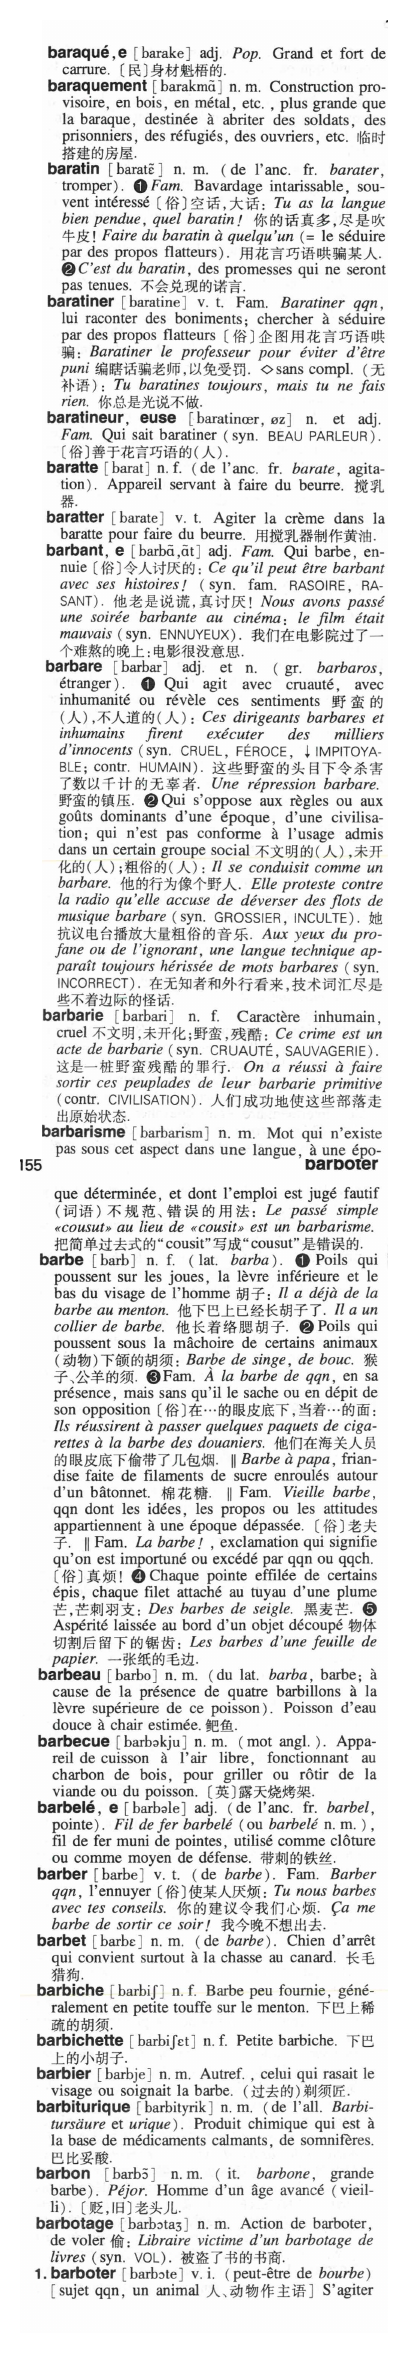 baraqué,e [barake] adj. Pop. Grand et fort de
carrure. 〔民〕身材魁梧的.
baraquement [barakmɑ̃] n. m. Construction pro-
visoire, en bois, en métal, etc. , plus grande que
la baraque, destinée à abriter des soldats, des
prisonniers, des réfugiés, des ouvriers, etc. 临时
搭建的房屋.
baratin [baratɛ̃] n. m. (de l'anc. fr. barater,
tromper). ❶ Fam. Bavardage intarissable, sou-
vent intéressé〔俗〕空话,大话: Tu as la langue
bien pendue, quel baratin! 你的话真多,尽是吹
牛皮! Faire du baratin à quelqu'un (= le séduire
par des propos flatteurs). 用花言巧语哄骗某人.
❷ C'est du baratin, des promesses qui ne seront
pas tenues. 不会兑现的诺言.
baratiner [baratine] v. t. Fam. Baratiner qqn,
lui raconter des boniments; chercher à séduire
par des propos flatteurs〔俗〕企图用花言巧语哄
骗: Baratiner le professeur pour éviter d'être
puni 编瞎话骗老师,以免受罚. ◇ sans compl. (无
补语): Tu baratines toujours, mais tu ne fais
rien. 你总是光说不做.
baratineur, euse [baratinœr, øz] n. et adj.
Fam. Qui sait baratiner (syn. BEAU PARLEUR).
〔俗〕善于花言巧语的(人).
baratte [barat] n. f. (de l'anc. fr. barate, agita-
tion). Appareil servant à faire du beurre. 搅乳
器.
baratter [barate] v. t. Agiter la crème dans la
baratte pour faire du beurre. 用搅乳器制作黄油.
barbant, e [barbɑ̃,ɑ̃t] adj. Fam. Qui barbe, en-
nuie〔俗〕令人讨厌的: Ce qu'il peut être barbant
avec ses histoires! (syn. fam. RASOIRE, RA-
SANT). 他老是说谎,真讨厌! Nous avons passé
une soirée barbante au cinéma: le film était
mauvais (syn. ENNUYEUX). 我们在电影院过了一
个难熬的晚上:电影很没意思.
barbare [barbar] adj. et n. (gr. barbaros,
étranger). ❶ Qui agit avec cruauté, avec
inhumanité ou révèle ces sentiments 野蛮的
(人),不人道的(人): Ces dirigeants barbares et
inhumains firent exécuter des milliers
d'innocents (syn. CRUEL, FÉROCE, ↓IMPITOYA-
BLE; contr. HUMAIN). 这些野蛮的头目下令杀害
了数以千计的无辜者. Une répression barbare.
野蛮的镇压. ❷ Qui s'oppose aux règles ou aux
goûts dominants d'une époque, d'une civilisa-
tion; qui n'est pas conforme à l'usage admis
dans un certain groupe social 不文明的(人),未开
化的(人);粗俗的(人): Il se conduisit comme un
barbare. 他的行为像个野人. Elle proteste contre
la radio qu'elle accuse de déverser des flots de
musique barbare (syn. GROSSIER, INCULTE). 她
抗议电台播放大量粗俗的音乐. Aux yeux du pro-
fane ou de l'ignorant, une langue technique ap-
paraît toujours hérissée de mots barbares (syn.
INCORRECT). 在无知者和外行看来,技术词汇尽是
些不着边际的怪话.
barbarie [barbari] n. f. Caractère inhumain,
cruel 不文明,未开化;野蛮,残酷: Ce crime est un
acte de barbarie (syn. CRUAUTÉ, SAUVAGERIE).
这是一桩野蛮残酷的罪行. On a réussi à faire
sortir ces peuplades de leur barbarie primitive
(contr. CIVILISATION). 人们成功地使这些部落走
出原始状态.
barbarisme [barbarism] n. m. Mot qui n'existe
pas sous cet aspect dans une langue, à une épo-
155 barboter
que déterminée, et dont l'emploi est jugé fautif
(词语)不规范、错误的用法: Le passé simple
«cousut» au lieu de «cousit» est un barbarisme.
把简单过去式的“cousit”写成“cousut”是错误的.
barbe [barb] n. f. (lat. barba). ❶ Poils qui
poussent sur les joues, la lèvre inférieure et le
bas du visage de l'homme 胡子: Il a déjà de la
barbe au menton. 他下巴上已经长胡子了. Il a un
collier de barbe. 他长着络腮胡子. ❷ Poils qui
poussent sous la mâchoire de certains animaux
(动物)下颌的胡须: Barbe de singe, de bouc. 猴
子、公羊的须. ❸ Fam. À la barbe de qqn, en sa
présence, mais sans qu'il le sache ou en dépit de
son opposition〔俗〕在…的眼皮底下,当着…的面:
Ils réussirent à passer quelques paquets de ciga-
rettes à la barbe des douaniers. 他们在海关人员
的眼皮底下偷带了几包烟. ‖ Barbe à papa, frian-
dise faite de filaments de sucre enroulés autour
d'un bâtonnet. 棉花糖. ‖ Fam. Vieille barbe,
qqn dont les idées, les propos ou les attitudes
appartiennent à une époque dépassée. 〔俗〕老夫
子. ‖ Fam. La barbe! , exclamation qui signifie
qu'on est importuné ou excédé par qqn ou qqch.
〔俗〕真烦! ❹ Chaque pointe effilée de certains
épis, chaque filet attaché au tuyau d'une plume
芒,芒刺羽支: Des barbes de seigle. 黑麦芒. ❺
Aspérité laissée au bord d'un objet découpé 物体
切割后留下的锯齿: Les barbes d'une feuille de
papier. 一张纸的毛边.
barbeau [barbo] n. m. (du lat. barba, barbe; à
cause de la présence de quatre barbillons à la
lèvre supérieure de ce poisson). Poisson d'eau
douce à chair estimée. 鲃鱼.
barbecue [barbəkju] n. m. (mot angl. ). Appa-
reil de cuisson à l'air libre, fonctionnant au
charbon de bois, pour griller ou rôtir de la
viande ou du poisson. 〔英〕露天烧烤架.
barbelé, e [barbəle] adj. (de l'anc. fr. barbel,
pointe). Fil de fer barbelé (ou barbelé n. m. ),
fil de fer muni de pointes, utilisé comme clôture
ou comme moyen de défense. 带刺的铁丝.
barber [barbe] v. t. (de barbe). Fam. Barber
qqn, l'ennuyer〔俗〕使某人厌烦: Tu nous barbes
avec tes conseils. 你的建议令我们心烦. Ça me
barbe de sortir ce soir! 我今晚不想出去.
barbet [barbɛ] n. m. (de barbe). Chien d'arrêt
qui convient surtout à la chasse au canard. 长毛
猎狗.
barbiche [barbiʃ] n. f. Barbe peu fournie, géné-
ralement en petite touffe sur le menton. 下巴上稀
疏的胡须.
barbichette [barbiʃɛt] n. f. Petite barbiche. 下巴
上的小胡子.
barbier [barbje] n. m. Autref. , celui qui rasait le
visage ou soignait la barbe. (过去的)剃须匠.
barbiturique [barbityrik] n. m. (de l'all. Barbi-
tursäure et urique). Produit chimique qui est à
la base de médicaments calmants, de somnifères.
巴比妥酸.
barbon [barbɔ̃] n. m. (it. barbone, grande
barbe). Péjor. Homme d'un âge avancé (vieil-
li). 〔贬,旧〕老头儿.
barbotage [barbɔtaʒ] n. m. Action de barboter,
de voler 偷: Libraire victime d'un barbotage de
livres (syn. VOL). 被盗了书的书商.
1. barboter [barbɔte] v. i. (peut-être de bourbe)
[sujet qqn, un animal 人、动物作主语] S'agiter